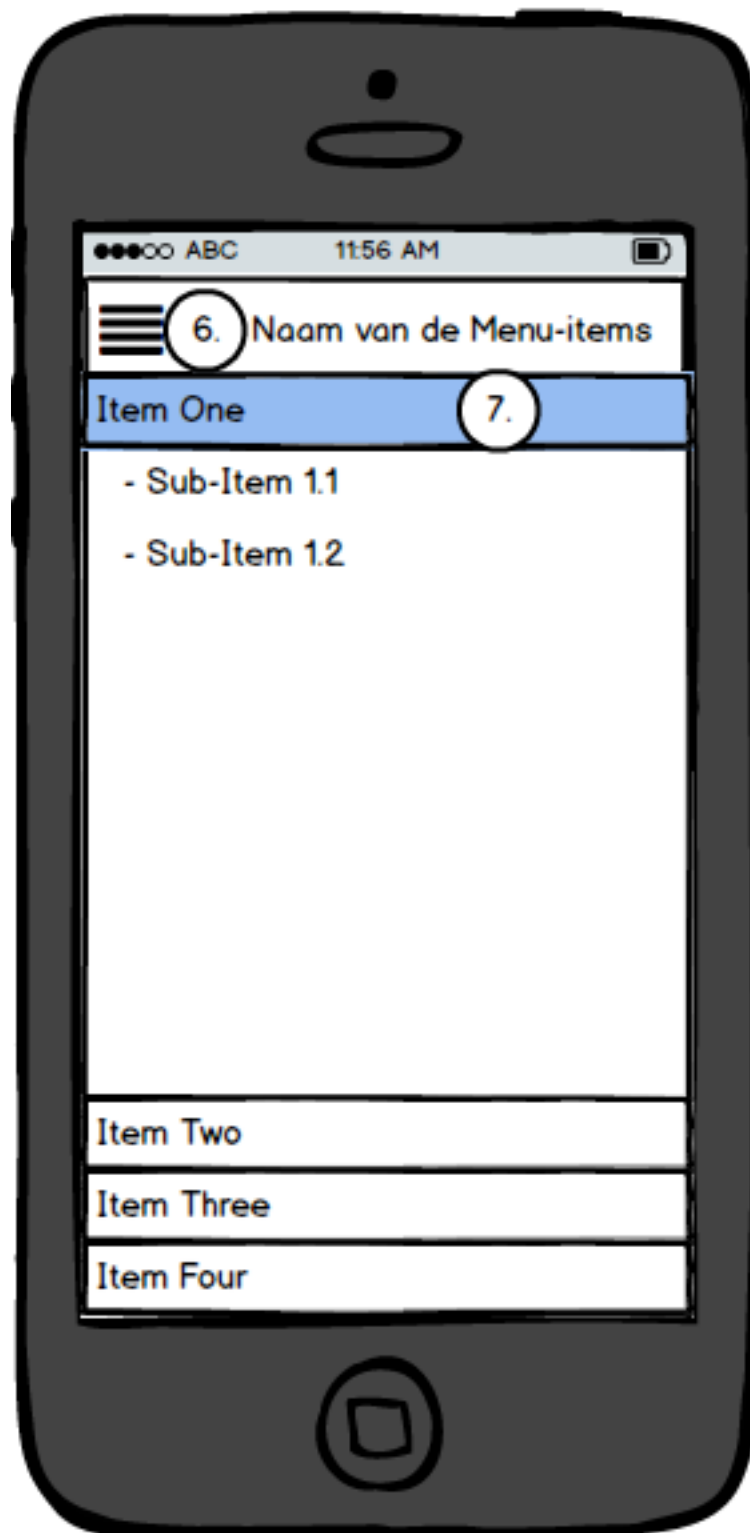 ABC 11:56 AM
6. Naam van de Menu-items
Item One 7.
- Sub-Item 1.1
- Sub-Item 1.2
Item Two
Item Three
Item Four